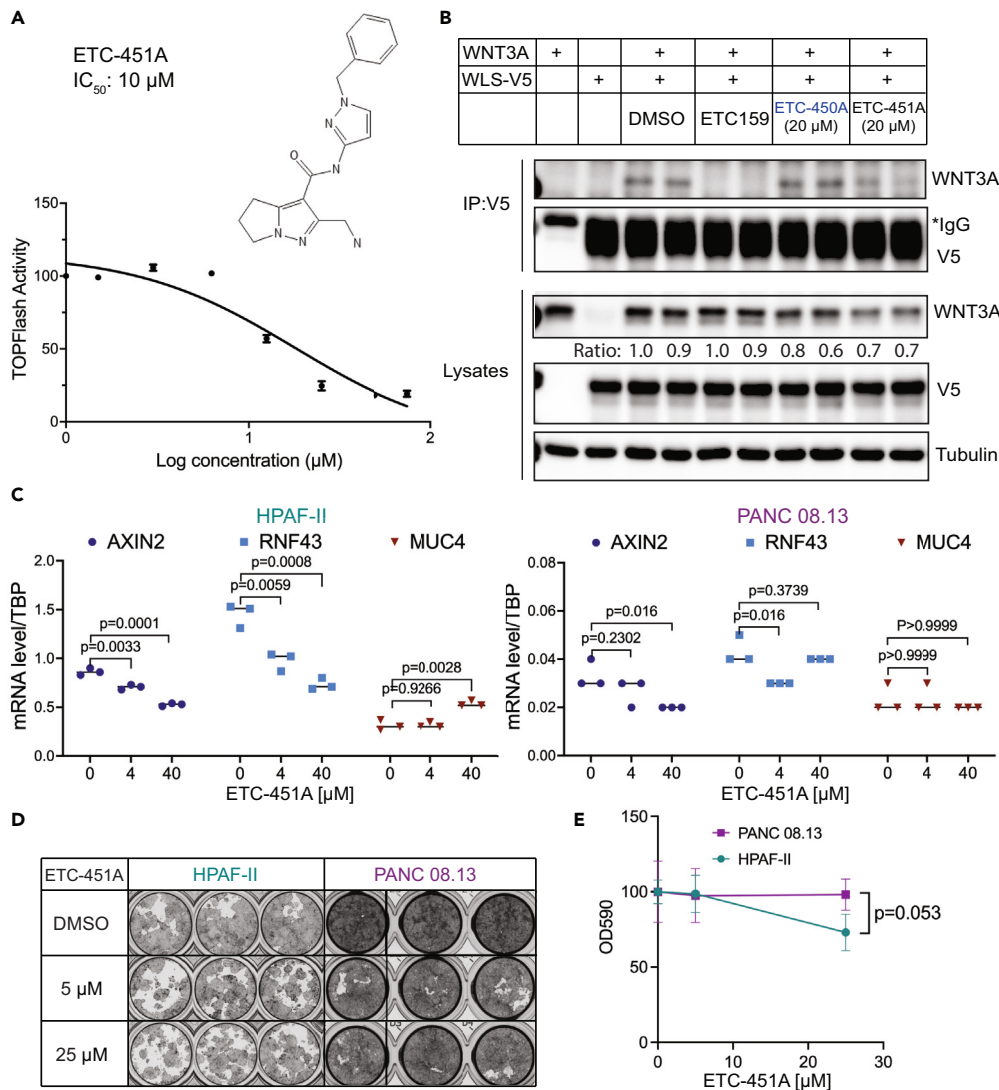 A
ETC-451A
IC50: 10 µM
N
N
O
NH
N
N
N
TOPFlash Activity
150
100
50
0
0
1
2
Log concentration (µM)
B
WNT3A + + + + +
WLS-V5 + + + + +
DMSO ETC159 ETC-450A (20 µM) ETC-451A (20 µM)
IP:V5
WNT3A
*IgG
V5
Lysates
WNT3A
Ratio: 1.0 0.9 1.0 0.9 0.8 0.6 0.7 0.7
V5
Tubulin
C
HPAF-II
AXIN2 RNF43 MUC4
mRNA level/TBP
2.0
1.5
1.0
0.5
0.0
p=0.0001
p=0.0033
p=0.0008
p=0.0059
p=0.0028
p=0.9266
0 4 40 0 4 40 0 4 40
ETC-451A [µM]
PANC 08.13
AXIN2 RNF43 MUC4
mRNA level/TBP
0.08
0.06
0.04
0.02
0.00
p=0.016
p=0.2302
p=0.3739
p=0.016
P>0.9999
p>0.9999
0 4 40 0 4 40 0 4 40
ETC-451A [µM]
D
ETC-451A HPAF-II PANC 08.13
DMSO
5 µM
25 µM
E
PANC 08.13
HPAF-II
OD590
150
100
50
0
p=0.053
0 10 20 30
ETC-451A [µM]